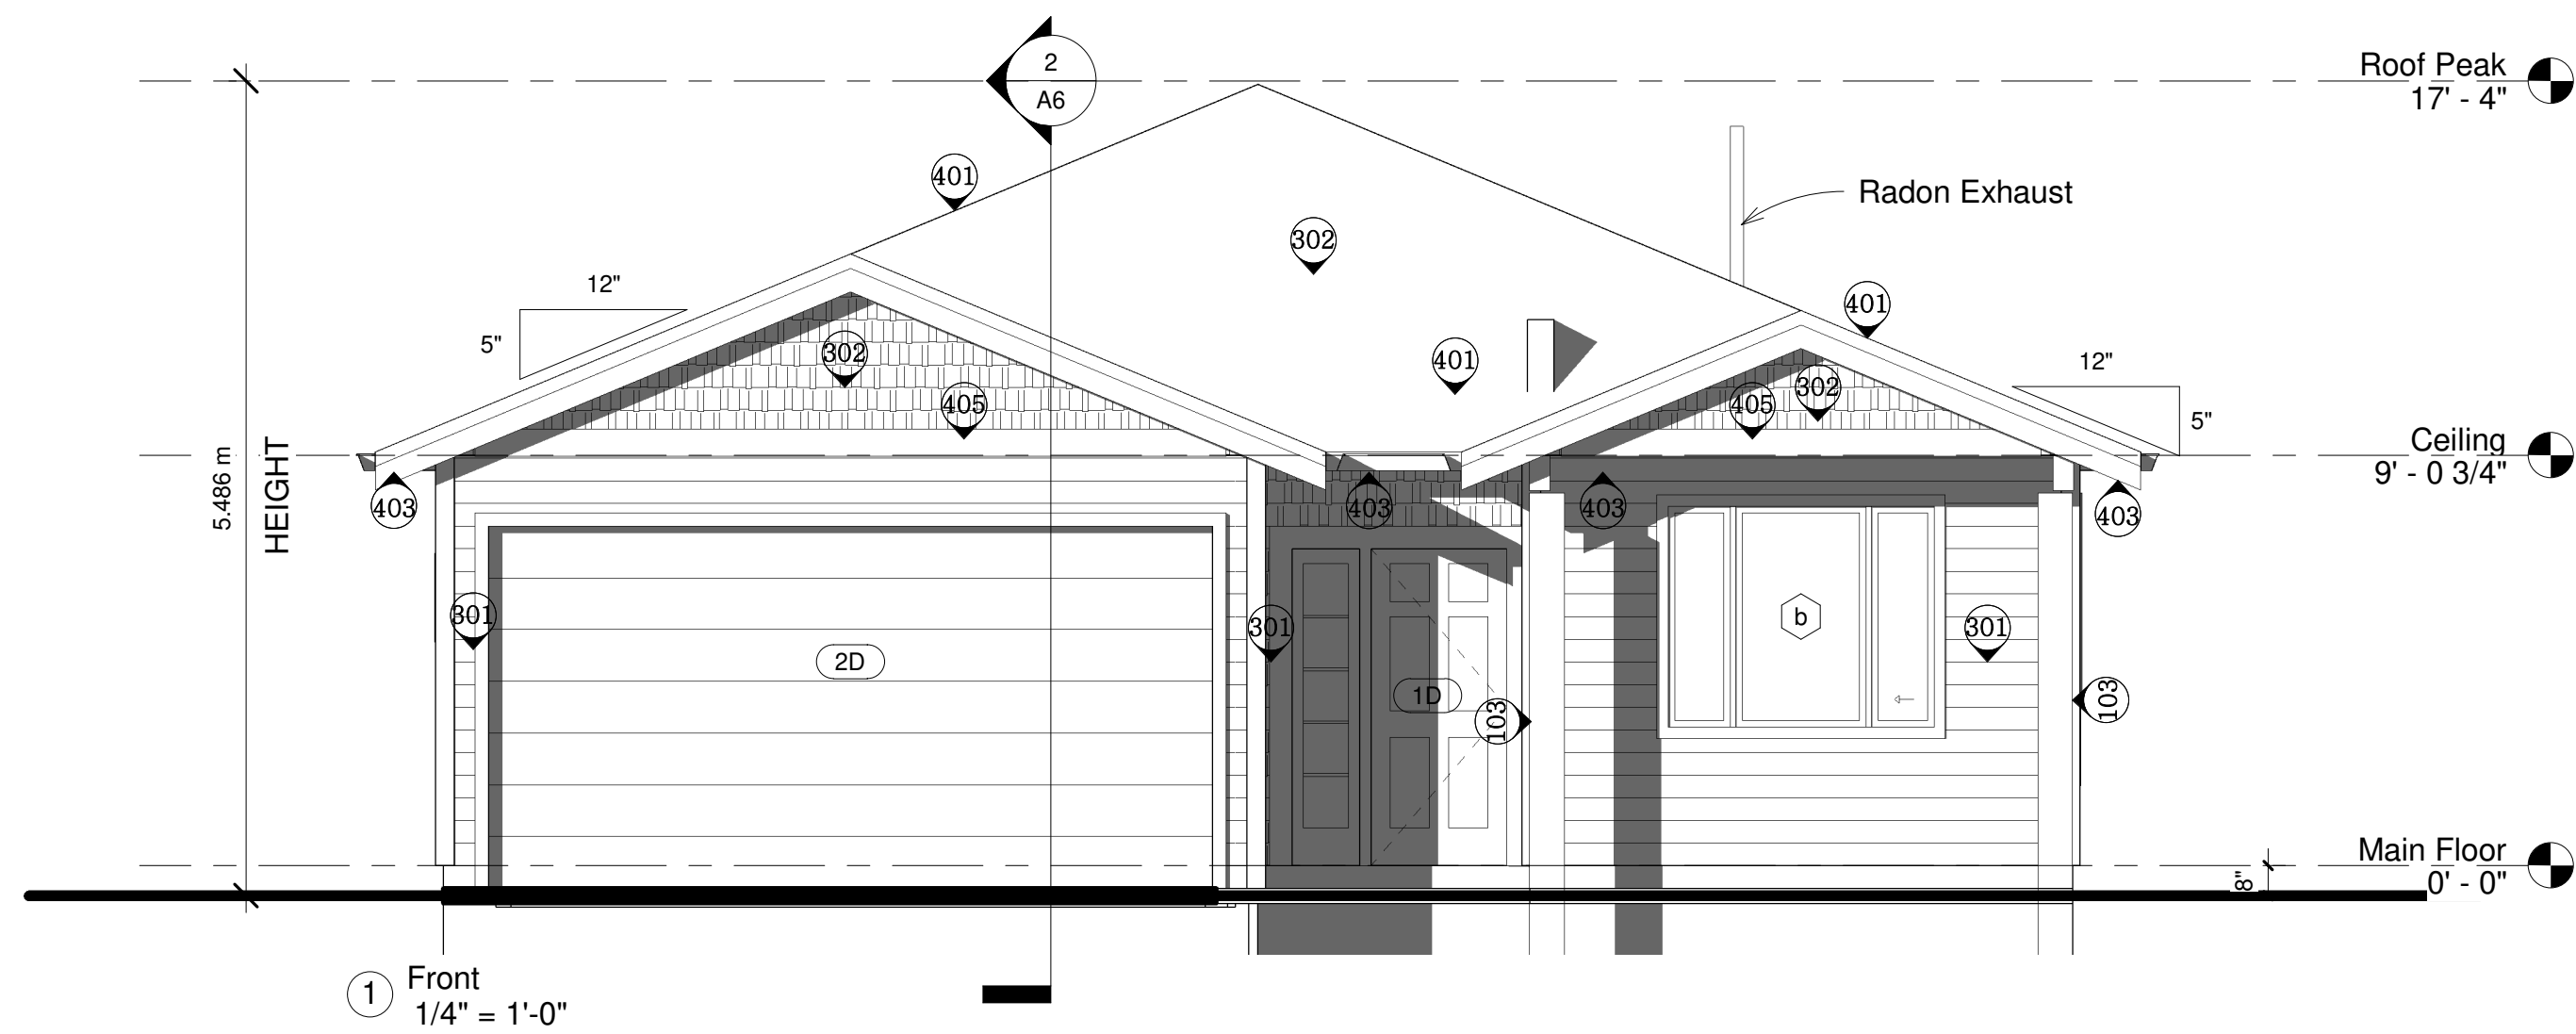 2
A6
Roof Peak
17' - 4"
401
Radon Exhaust
302
12"
5"
401
302
401
12"
302
405
405
5"
Ceiling
9' - 0 3/4"
5.486 m
HEIGHT
403
403
403
403
301
301
301
b
2D
1D
103
103
Main Floor
0' - 0"
8"
1
Front
1/4" = 1'-0"